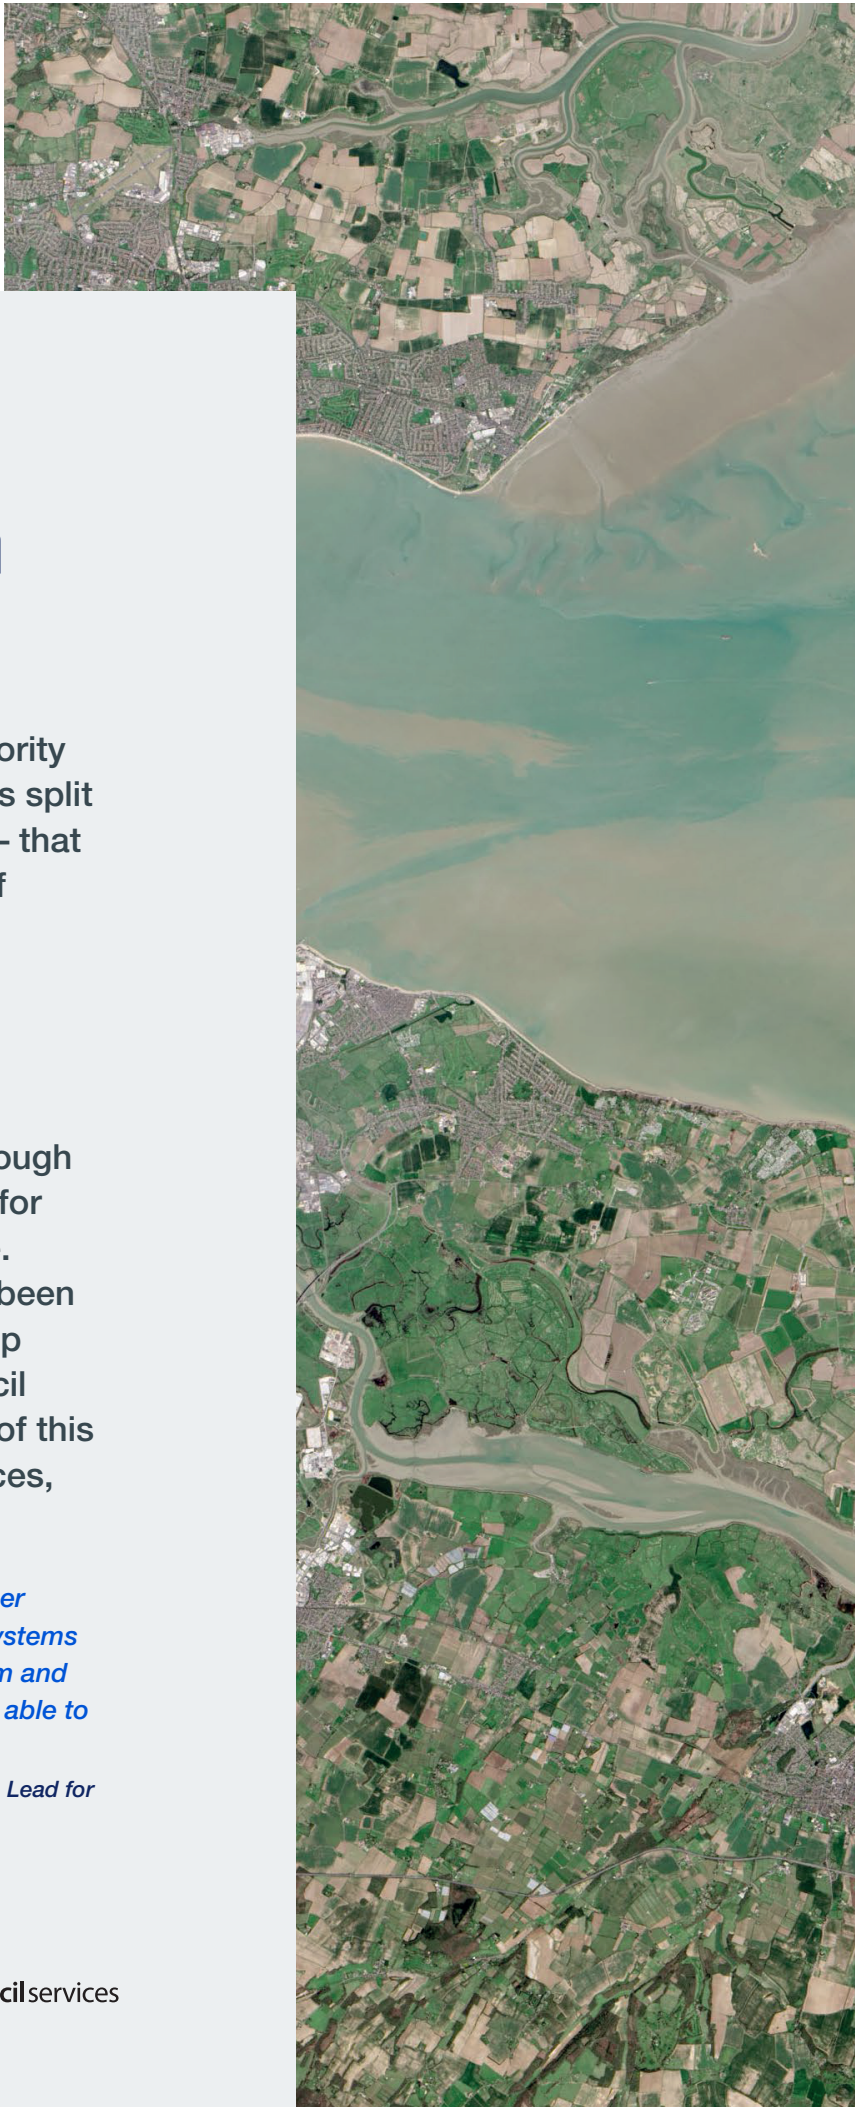 ority
s split
- that
f
ough
for
.
been
p
cil
of this
ces,
er
ystems
m and
able to
Lead for
cilservices